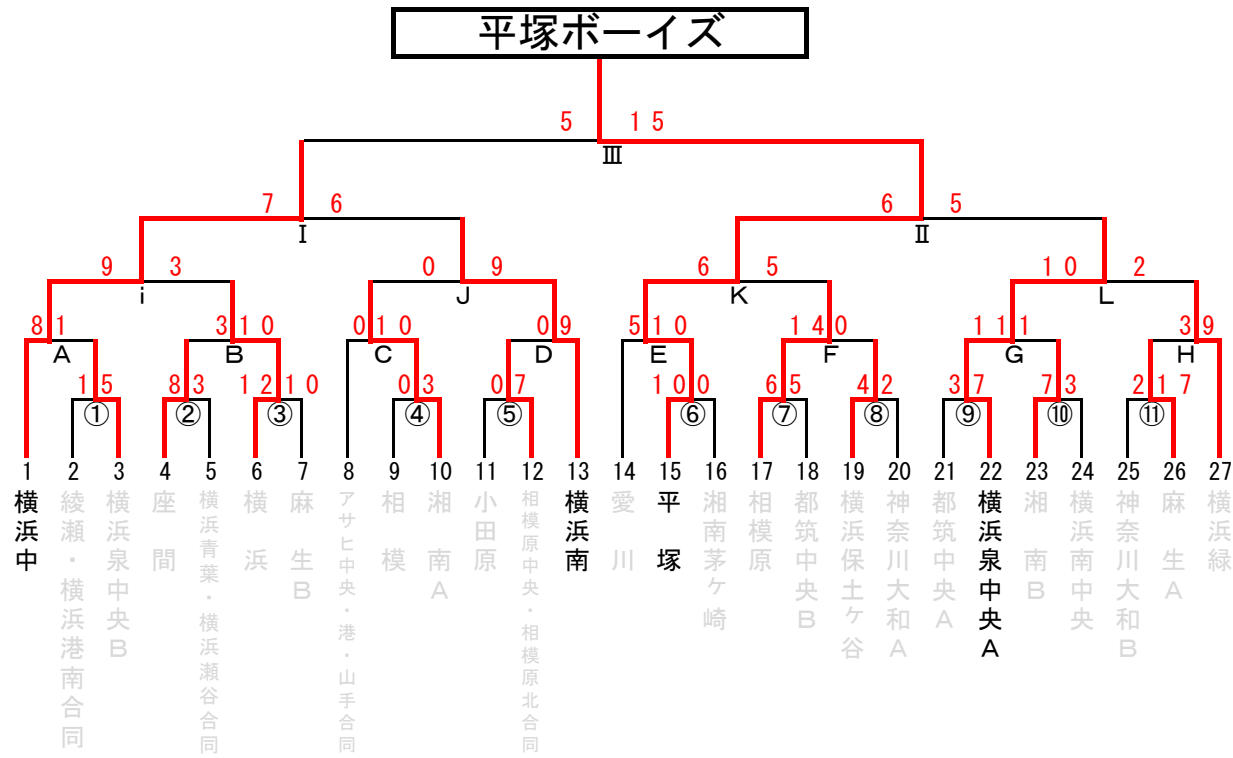 平塚ボーイズ
5 15
Ⅲ
7 6 6 5
Ⅰ Ⅱ
9 3 0 9 6 5 10 2
i J K L
8 1 3 10 0 10 0 9 5 10 14 0 11 1 3 9
A B C D E F G H
1 5 8 3 12 10 0 3 0 7 10 0 6 5 4 2 3 7 7 3 2 17
① ② ③ ④ ⑤ ⑥ ⑦ ⑧ ⑨ ⑩ ⑪
1 2 3 4 5 6 7 8 9 10 11 12 13 14 15 16 17 18 19 20 21 22 23 24 25 26 27
横浜中
綾瀬・横浜港南合同
横浜泉中央B
座間
横浜青葉・横浜瀬谷合同
横浜
麻生B
アサヒ中央・港・山手合同
相模
湘南A
小田原
相模原中央・相模原北合同
横浜南
愛川
平塚
湘南茅ケ崎
相模原
都筑中央B
横浜保土ケ谷
神奈川大和A
都筑中央A
横浜泉中央A
湘南B
横浜南中央
神奈川大和B
麻生A
横浜緑